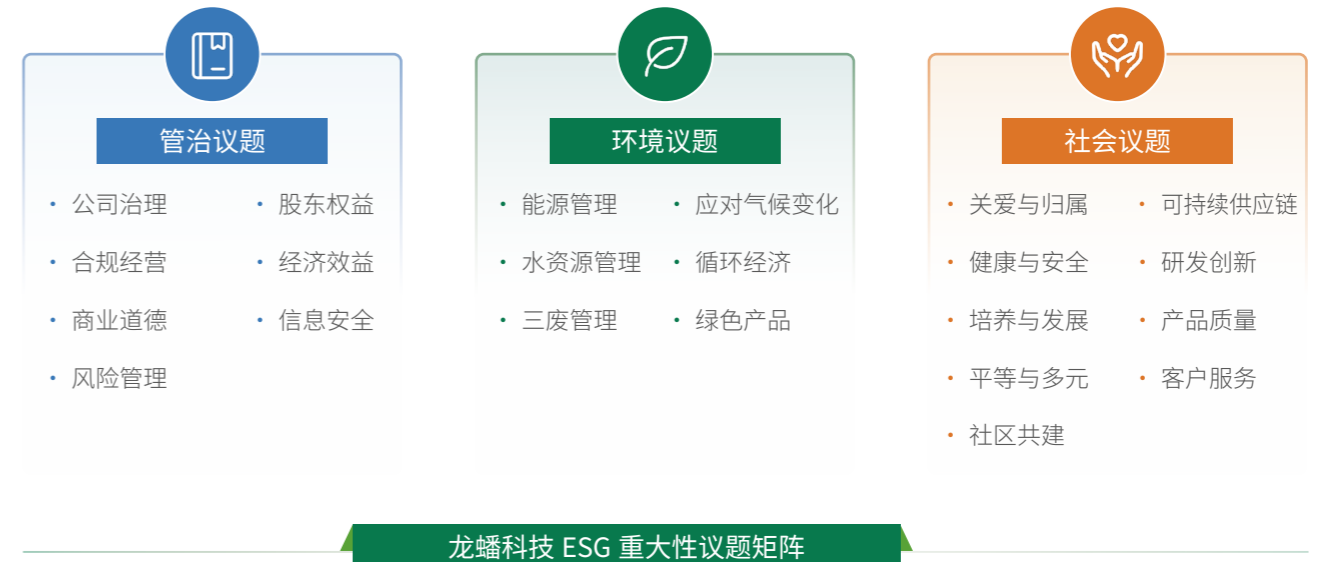 管治议题
· 公司治理
· 股东权益
· 合规经营
· 经济效益
· 商业道德
· 信息安全
· 风险管理
环境议题
· 能源管理
· 应对气候变化
· 水资源管理
· 循环经济
· 三废管理
· 绿色产品
社会议题
· 关爱与归属
· 可持续供应链
· 健康与安全
· 研发创新
· 培养与发展
· 产品质量
· 平等与多元
· 客户服务
· 社区共建
龙蟠科技 ESG 重大性议题矩阵